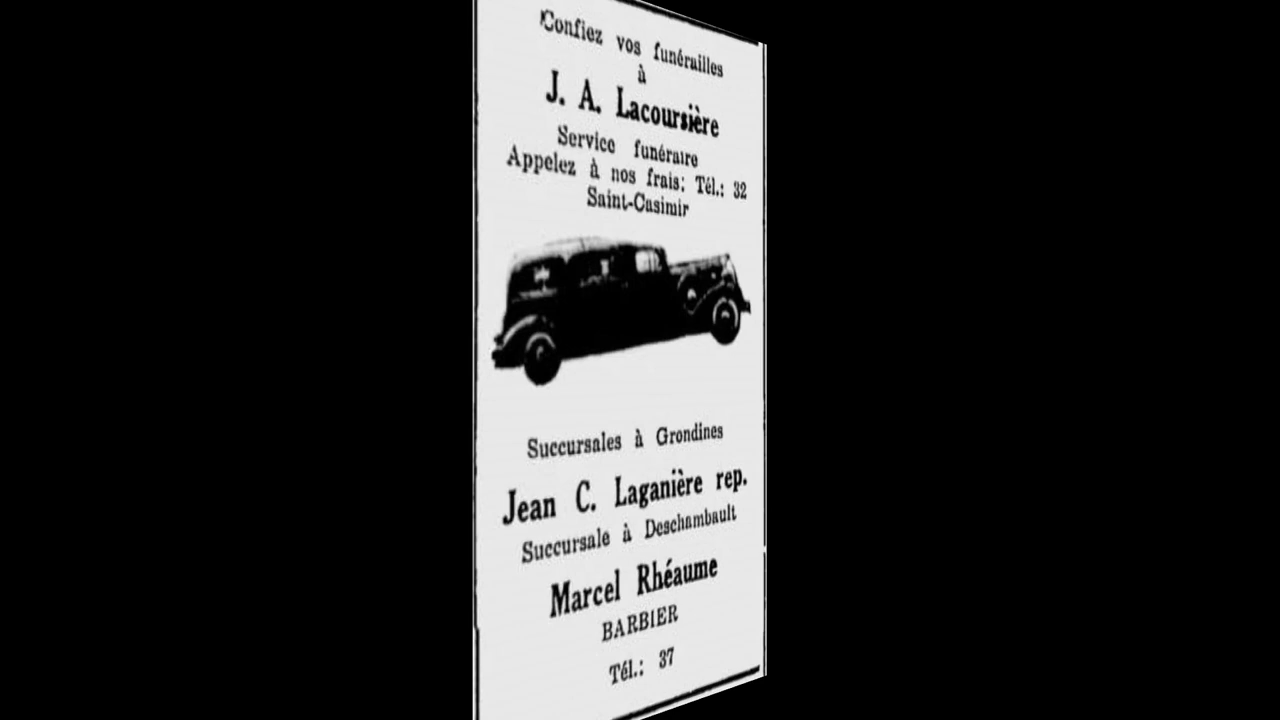 Confiez vos funérailles
à
J. A. Lacoursière
Service funéraire
Appelez à nos frais: Tél.: 32
Saint-Casimir
Succursales à Grondines
Jean C. Laganière rep.
Succursale à Deschambault
Marcel Rhéaume
BARBIER
Tél.: 37